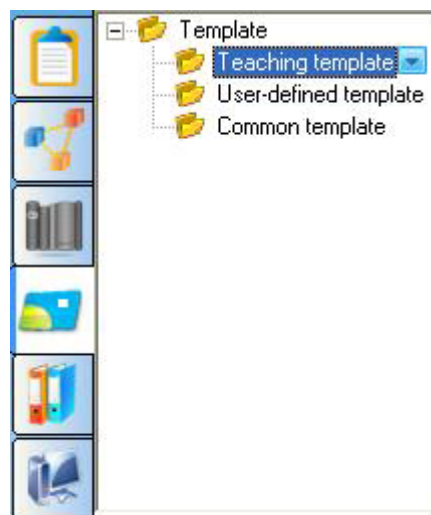 Template
Teaching template
User-defined template
Common template